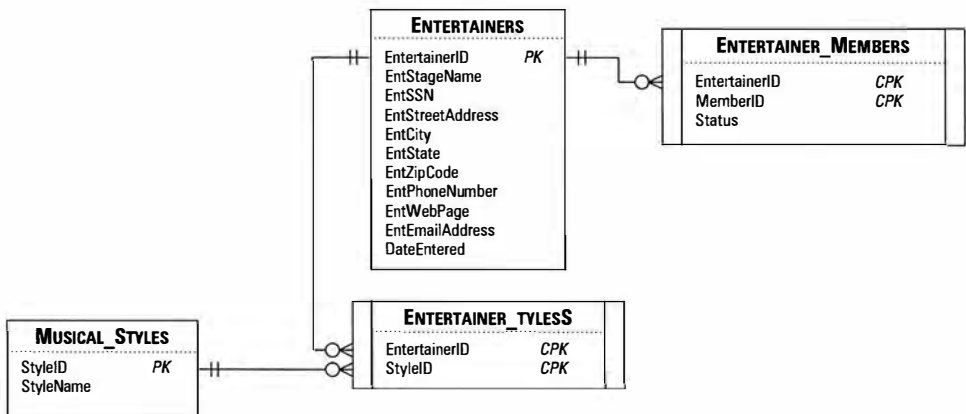 ENTERTAINERS
EntertainerID PK
EntStageName
EntSSN
EntStreetAddress
EntCity
EntState
EntZipCode
EntPhoneNumber
EntWebPage
EntEmailAddress
DateEntered
ENTERTAINER_MEMBERS
EntertainerID CPK
MemberID CPK
Status
MUSICAL_STYLES
StyleID PK
StyleName
ENTERTAINER_TYLESS
EntertainerID CPK
StyleID CPK